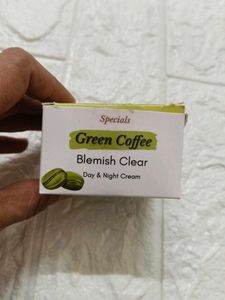 Specials
Green Coffee
Blemish Clear
Day & Night Cream